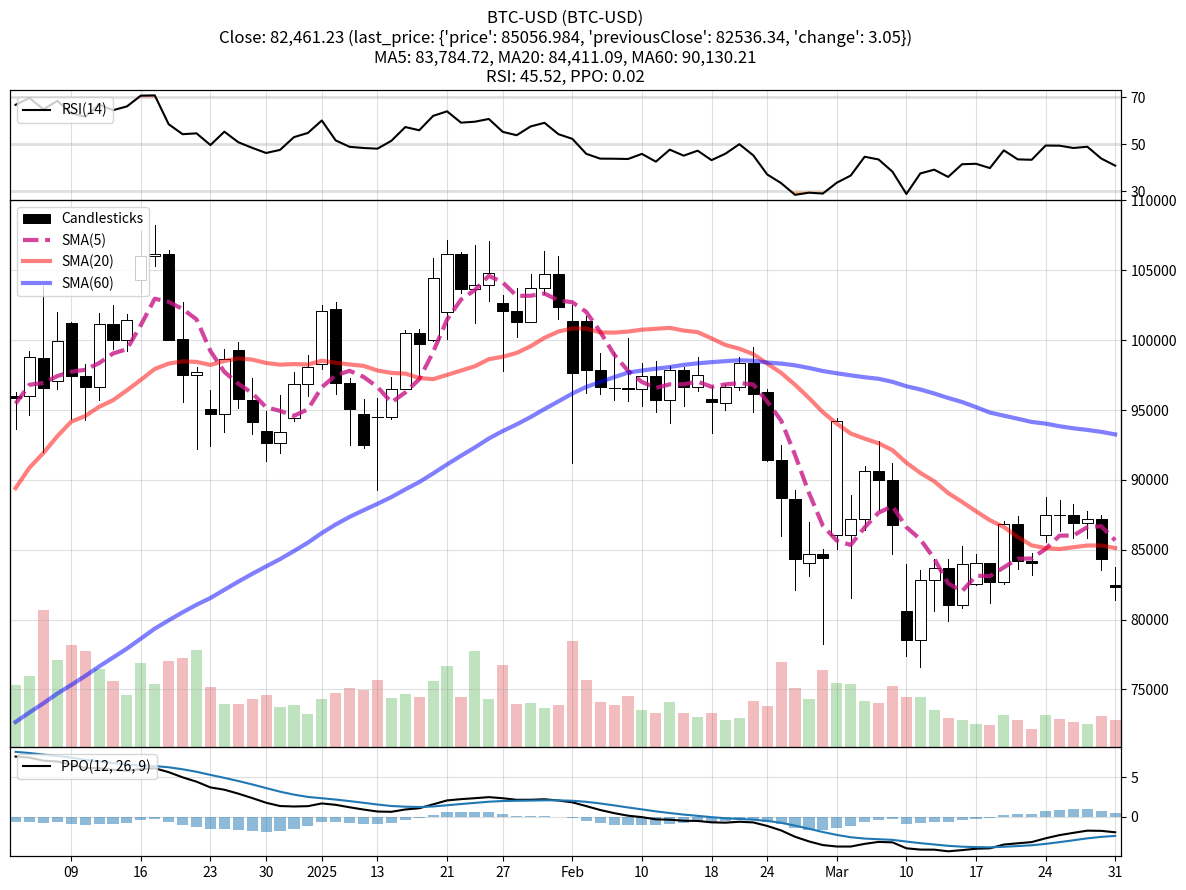 BTC-USD (BTC-USD)
Close: 82,461.23 (last_price: {'price': 85056.984, 'previousClose': 82536.34, 'change': 3.05})
MA5: 83,784.72, MA20: 84,411.09, MA60: 90,130.21
RSI: 45.52, PPO: 0.02
RSI(14)
70
50
30
110000
Candlesticks
SMA(5)
SMA(20)
SMA(60)
105000
100000
95000
90000
85000
80000
75000
PPO(12, 26, 9)
5
0
09 16 23 30 2025 13 21 27 Feb 10 18 24 Mar 10 17 24 31